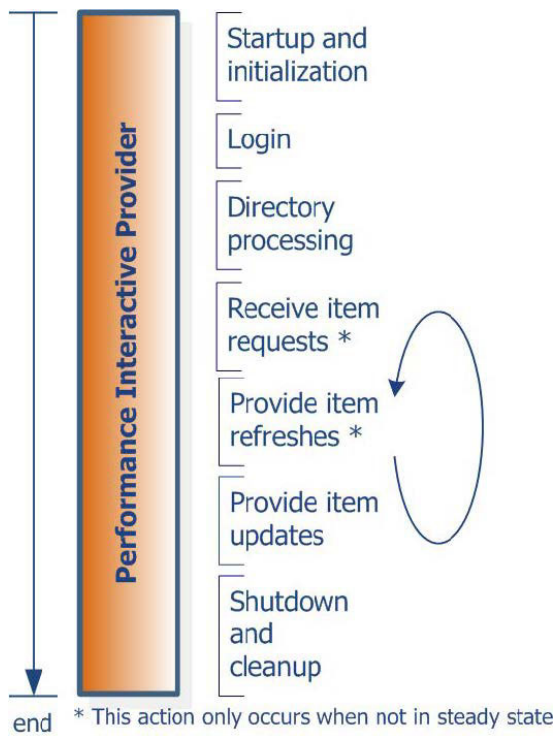 Performance Interactive Provider
Startup and
initialization
Login
Directory
processing
Receive item
requests *
Provide item
refreshes *
Provide item
updates
Shutdown
and
cleanup
end
* This action only occurs when not in steady state